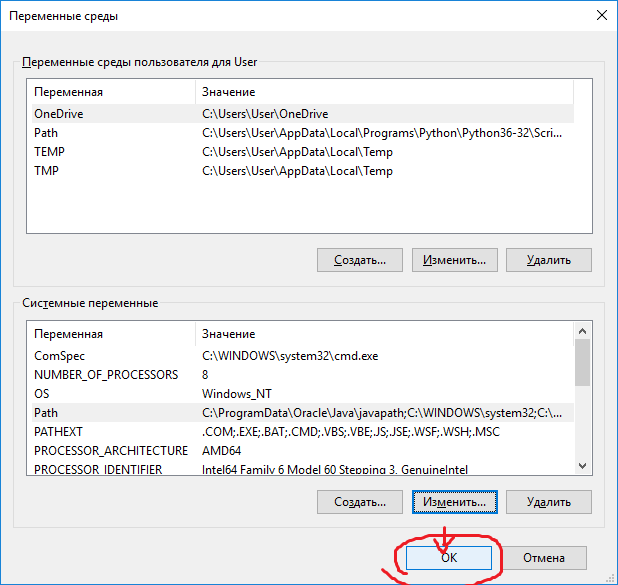 Переменные среды
Переменные среды пользователя для User
Переменная Значение
OneDrive C:\Users\User\OneDrive
Path C:\Users\User\AppData\Local\Programs\Python\Python36-32\Scri...
TEMP C:\Users\User\AppData\Local\Temp
TMP C:\Users\User\AppData\Local\Temp
Создать... Изменить... Удалить
Системные переменные
Переменная Значение
ComSpec C:\WINDOWS\system32\cmd.exe
NUMBER_OF_PROCESSORS 8
OS Windows_NT
Path C:\ProgramData\Oracle\Java\javapath;C:\WINDOWS\system32;C:\...
PATHEXT .COM;.EXE;.BAT;.CMD;.VBS;.VBE;.JS;.JSE;.WSF;.WSH;.MSC
PROCESSOR_ARCHITECTURE AMD64
PROCESSOR_IDENTIFIER Intel64 Family 6 Model 60 Stepping 3, GenuineIntel
Создать... Изменить... Удалить
ОК Отмена